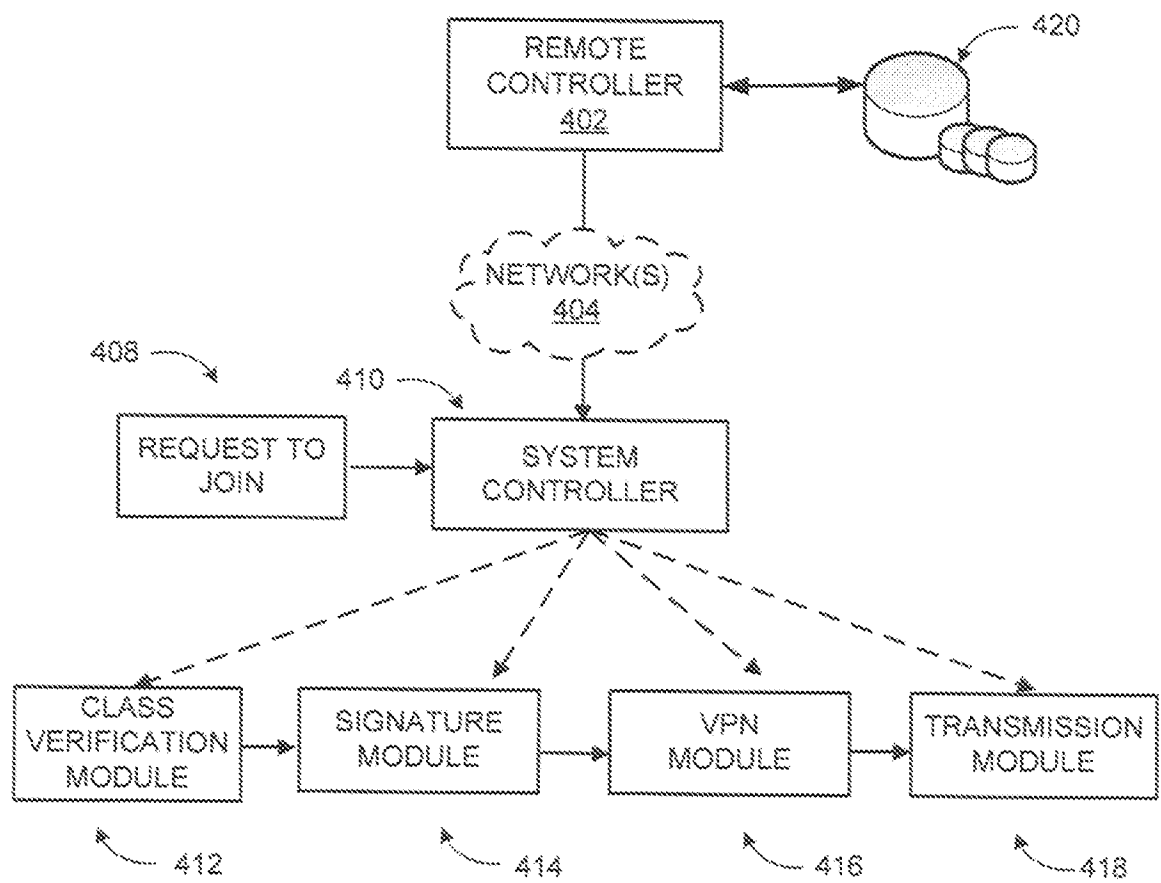 REMOTE
CONTROLLER
402
420
NETWORK(S)
404
408
410
REQUEST TO
JOIN
SYSTEM
CONTROLLER
CLASS
VERIFICATION
MODULE
SIGNATURE
MODULE
VPN
MODULE
TRANSMISSION
MODULE
412
414
416
418